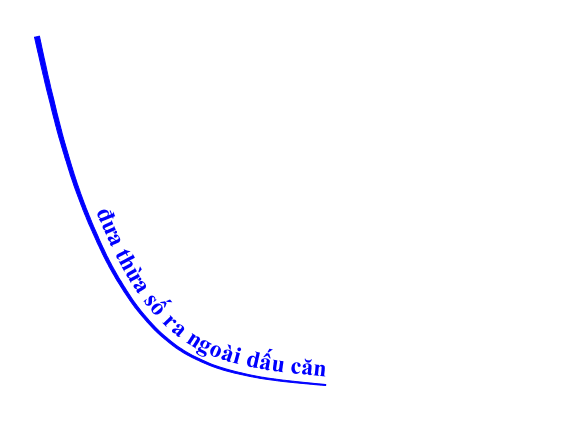 đưa thừa số ra ngoài dấu căn